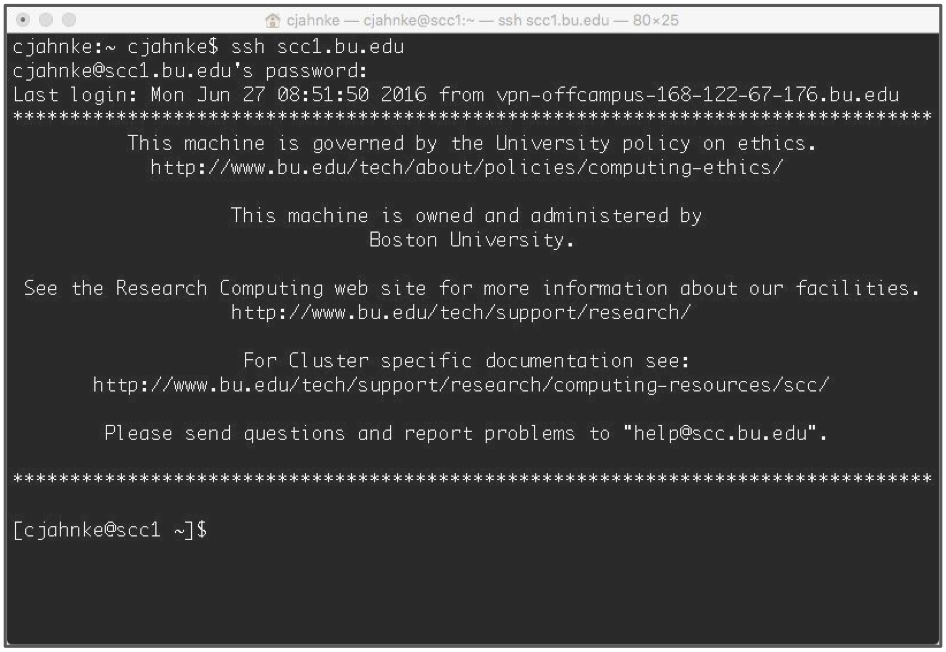 cjahnke — cjahnke@scc1:~ — ssh scc1.bu.edu — 80×25
cjahnke:~ cjahnke$ ssh scc1.bu.edu
cjahnke@scc1.bu.edu's password:
Last login: Mon Jun 27 08:51:50 2016 from vpn-offcampus-168-122-67-176.bu.edu
********************************************************************************
This machine is governed by the University policy on ethics.
http://www.bu.edu/tech/about/policies/computing-ethics/
This machine is owned and administered by
Boston University.
See the Research Computing web site for more information about our facilities.
http://www.bu.edu/tech/support/research/
For Cluster specific documentation see:
http://www.bu.edu/tech/support/research/computing-resources/scc/
Please send questions and report problems to "help@scc.bu.edu".
********************************************************************************
[cjahnke@scc1 ~]$